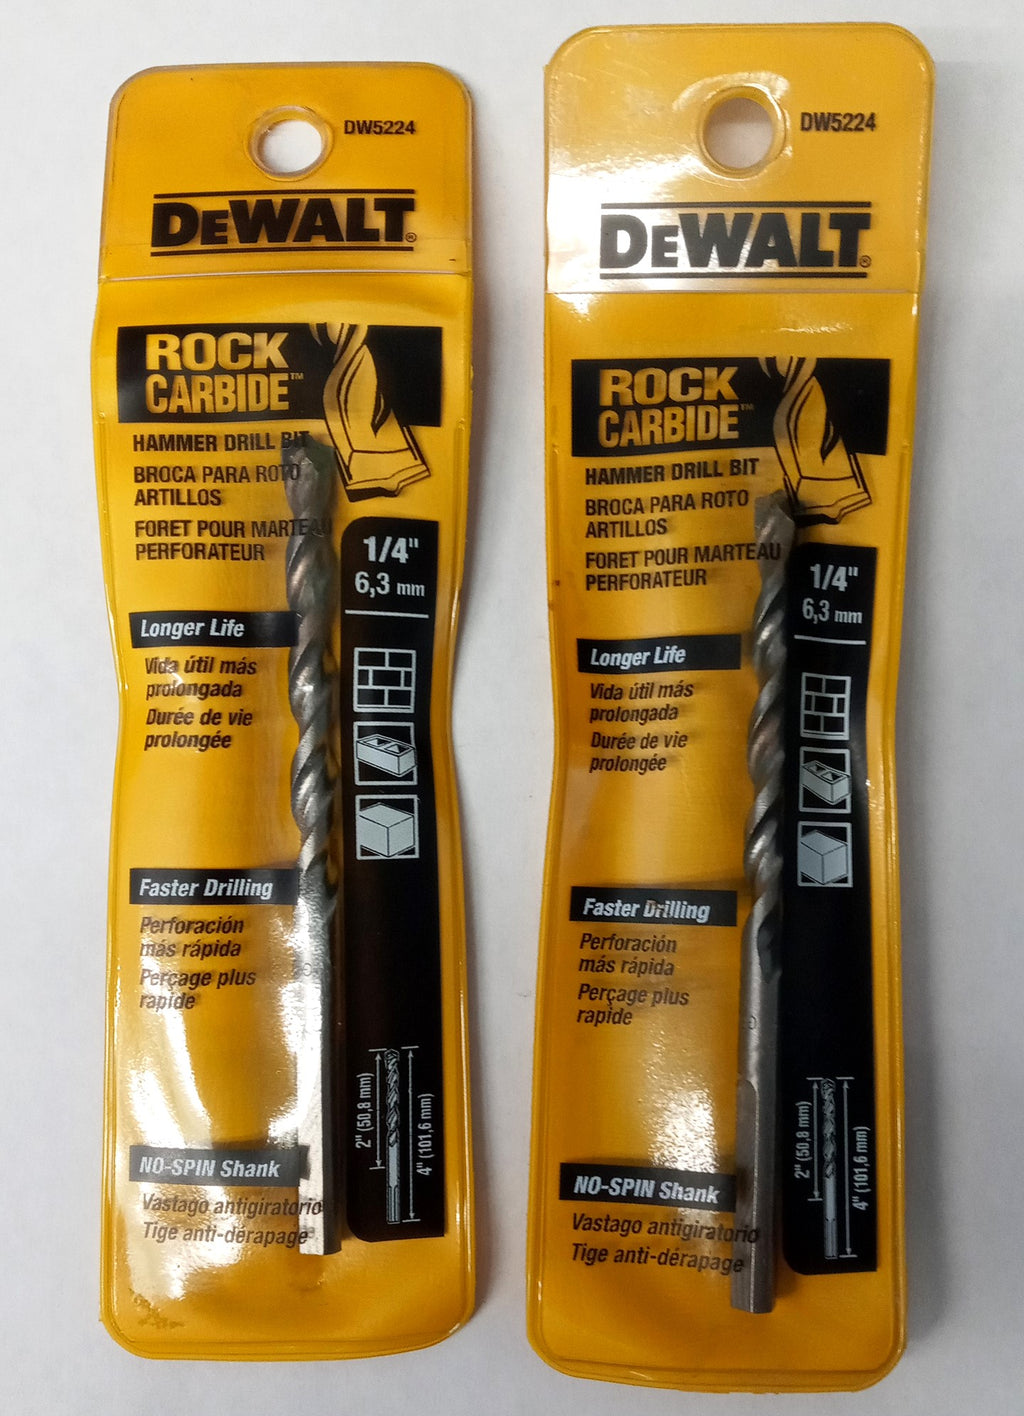 DW5224
DEWALT®
ROCK
CARBIDE™
HAMMER DRILL BIT
BROCA PARA ROTO
ARTILLOS
FORET POUR MARTEAU
PERFORATEUR
1/4"
6,3 mm
Longer Life
Vida útil más
prolongada
Durée de vie
prolongée
Faster Drilling
Perforación
más rápida
Perçage plus
rapide
2" (50,8 mm)
4" (101,6 mm)
NO-SPIN Shank
Vastago antigiratorio
Tige anti-dérapage
DW5224
DEWALT®
ROCK
CARBIDE™
HAMMER DRILL BIT
BROCA PARA ROTO
ARTILLOS
FORET POUR MARTEAU
PERFORATEUR
1/4"
6,3 mm
Longer Life
Vida útil más
prolongada
Durée de vie
prolongée
Faster Drilling
Perforación
más rápida
Perçage plus
rapide
2" (50,8 mm)
4" (101,6 mm)
NO-SPIN Shank
Vastago antigiratorio
Tige anti-dérapage